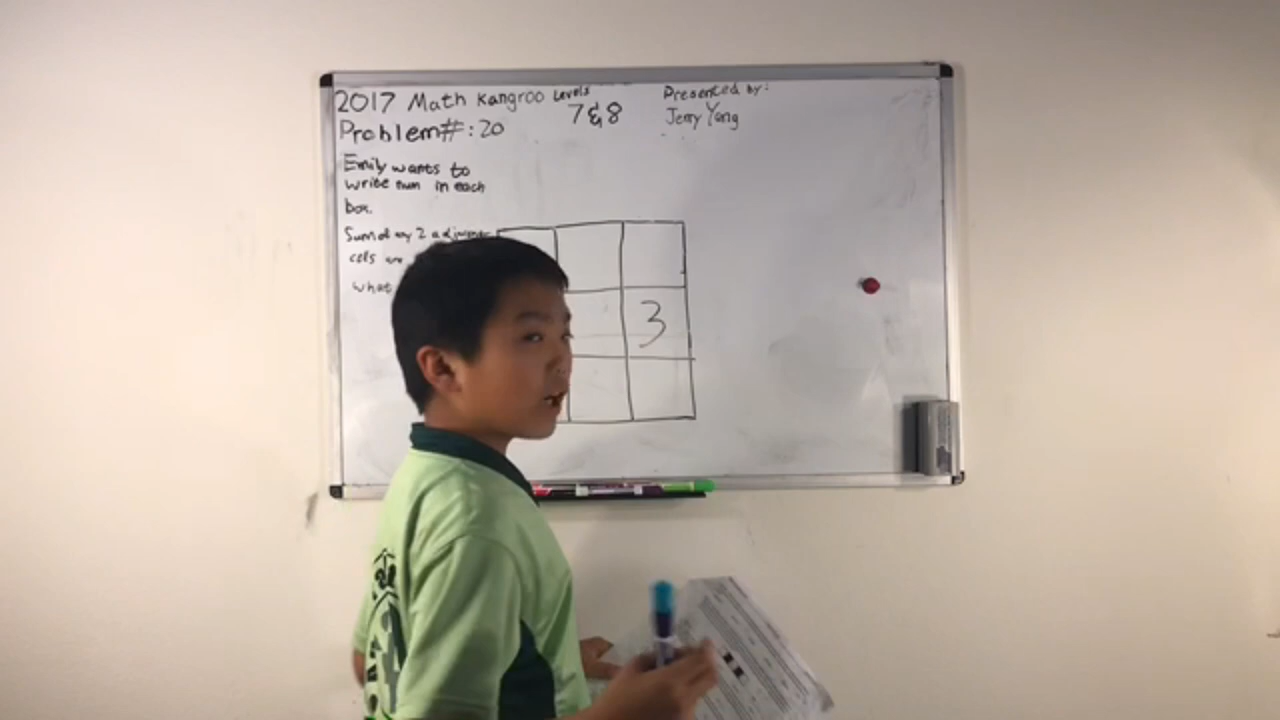 2017 Math Kangroo Levels
7 & 8
Problem#: 20
Presented by:
Jerry Yang
Emily wants to
write num in each
box.
Sum of any 2
cells
what
3